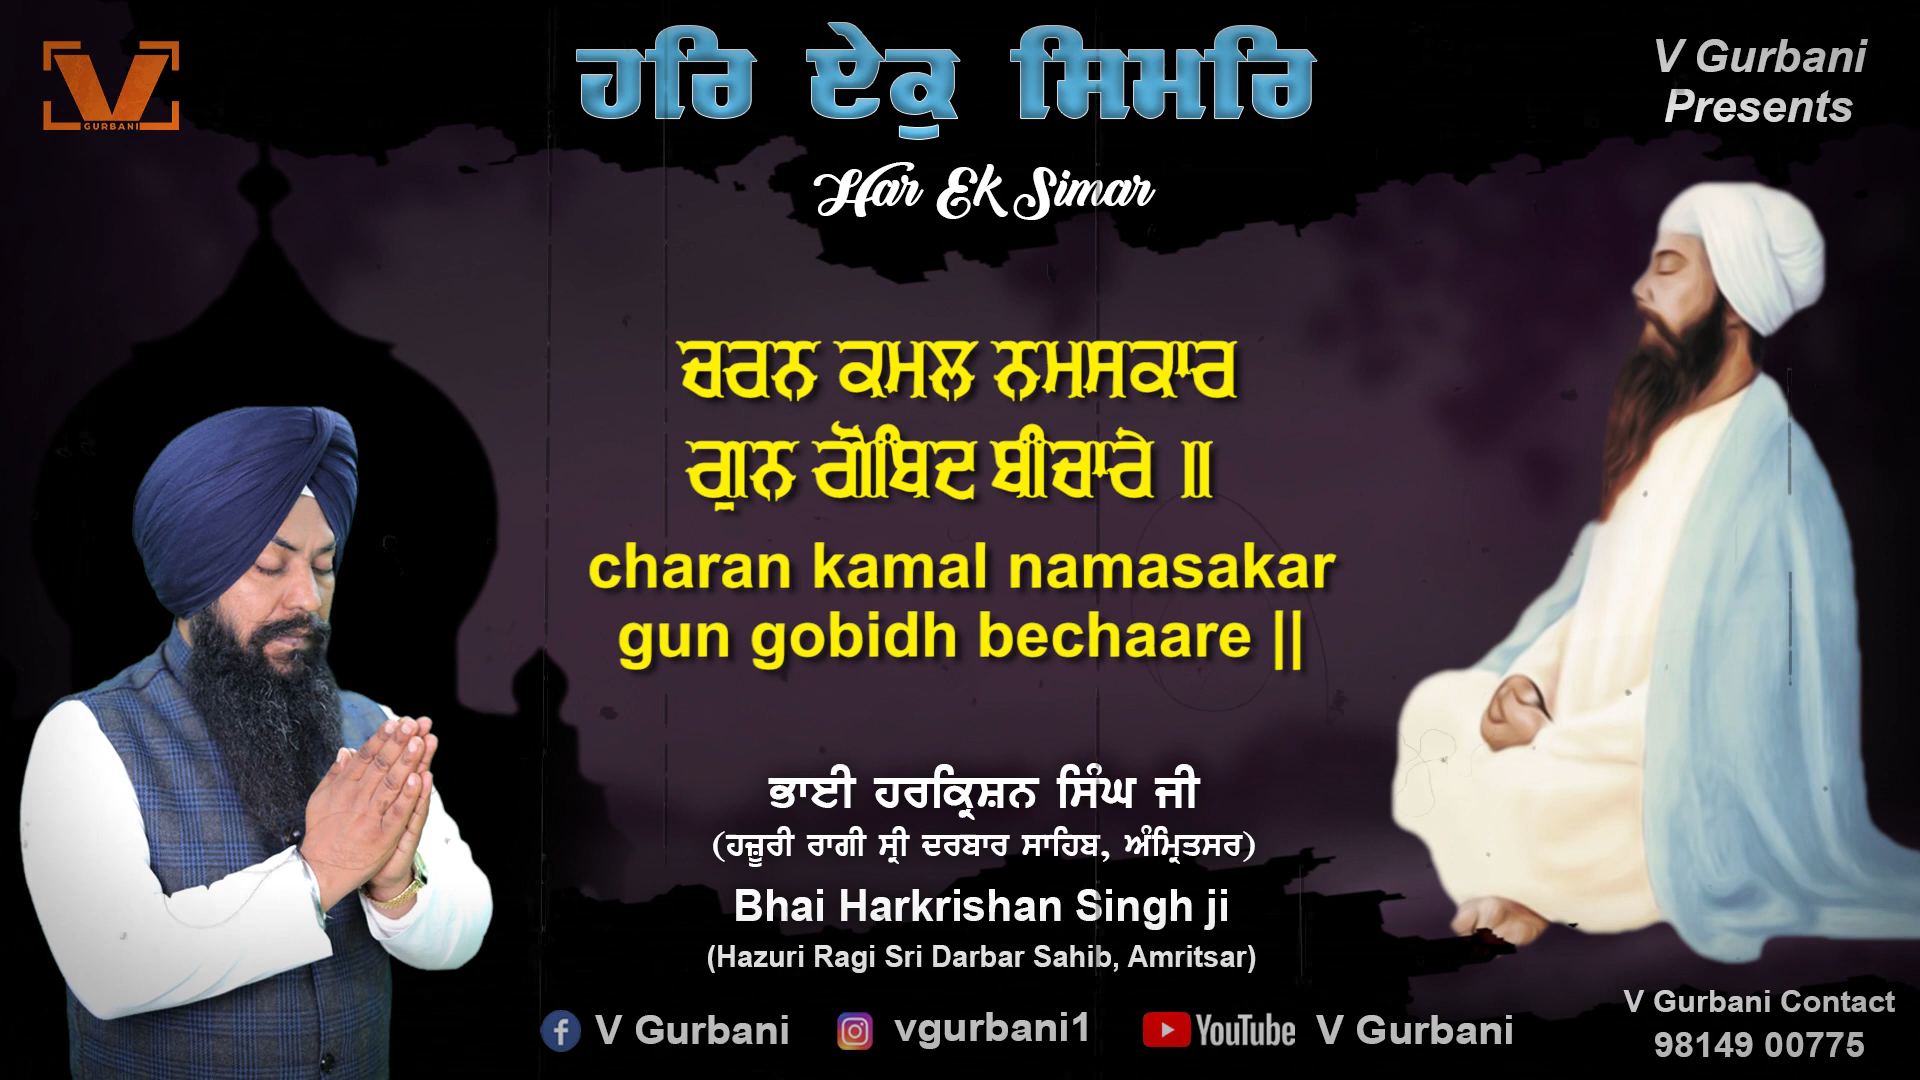 V
GURBANI
ਹਰਿ ਏਕੁ ਸਿਮਰਿ
Har Ek Simar
V Gurbani
Presents
ਚਰਨ ਕਮਲ ਨਮਸਕਾਰ
ਗੁਨ ਗੋਬਿਦ ਬੀਚਾਰੇ ॥
charan kamal namasakar
gun gobidh bechaare ||
ਭਾਈ ਹਰਕ੍ਰਿਸ਼ਨ ਸਿੰਘ ਜੀ
(ਹਜ਼ੂਰੀ ਰਾਗੀ ਸ੍ਰੀ ਦਰਬਾਰ ਸਾਹਿਬ, ਅੰਮ੍ਰਿਤਸਰ)
Bhai Harkrishan Singh ji
(Hazuri Ragi Sri Darbar Sahib, Amritsar)
V Gurbani vgurbani1 YouTube V Gurbani
V Gurbani Contact
98149 00775